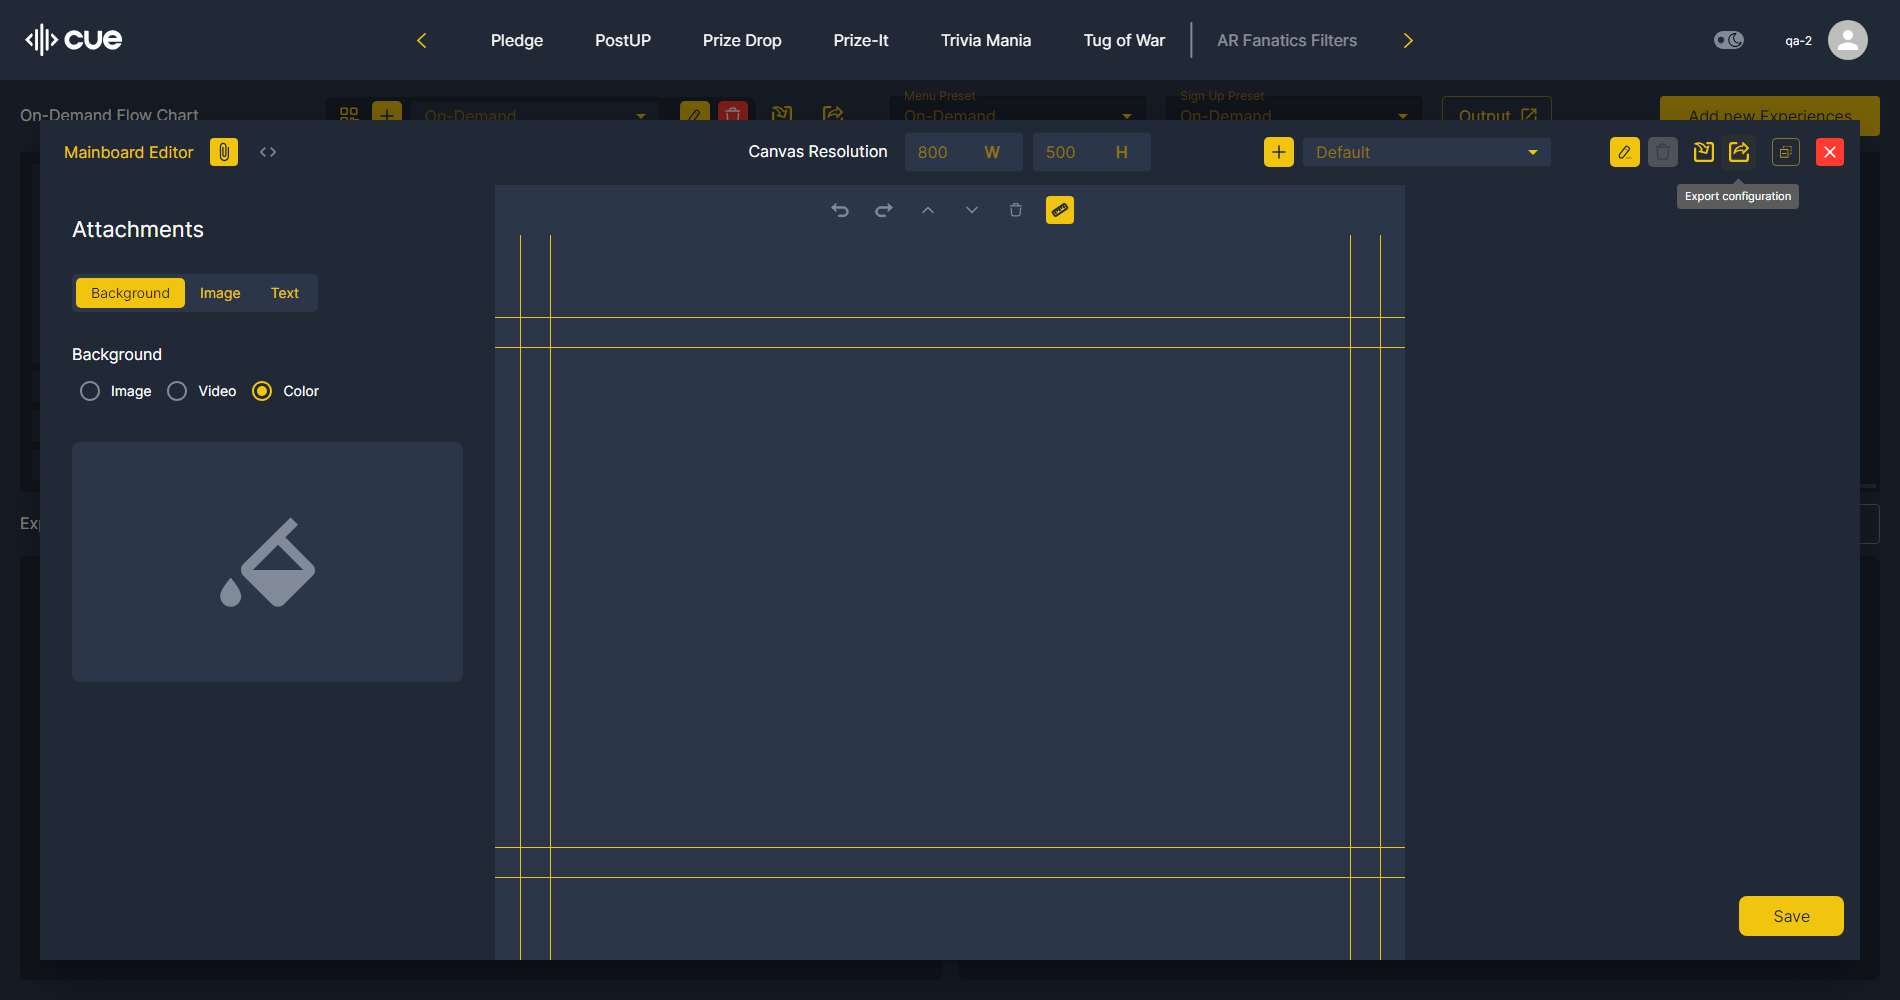 cue
Pledge
PostUP
Prize Drop
Prize-It
Trivia Mania
Tug of War
AR Fanatics Filters
qa-2
On-Demand Flow Chart
On-Demand
Menu Preset
On-Demand
Sign Up Preset
On-Demand
Output
Add new Experiences
Mainboard Editor
Canvas Resolution
800 W
500 H
Default
Export configuration
Attachments
Background
Image
Text
Background
Image
Video
Color
Save